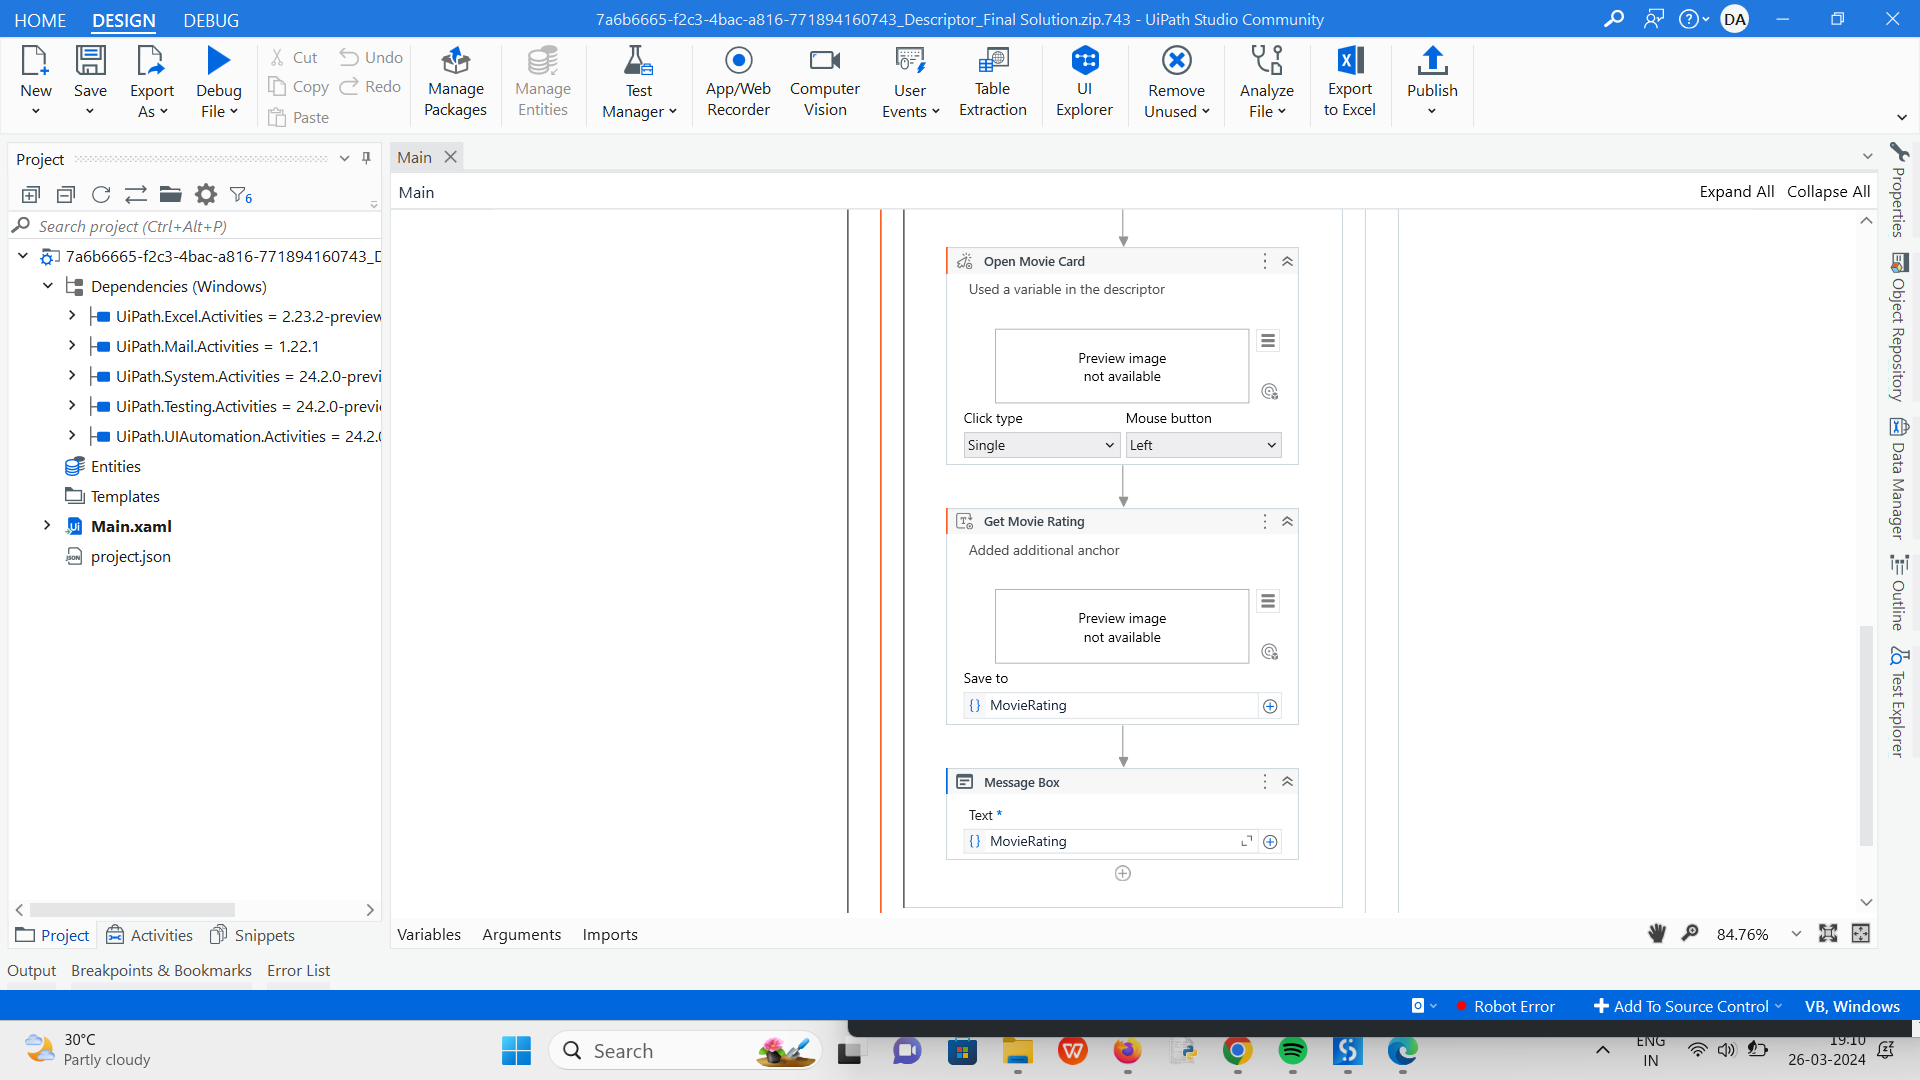 HOME DESIGN DEBUG
7a6b6665-f2c3-4bac-a816-771894160743_Descriptor_Final Solution.zip.743 - UiPath Studio Community
DA
New
Save
Export As
Debug File
Cut
Copy
Paste
Undo
Redo
Manage Packages
Manage Entities
Test Manager
App/Web Recorder
Computer Vision
User Events
Table Extraction
UI Explorer
Remove Unused
Analyze File
Export to Excel
Publish
Project
6
Search project (Ctrl+Alt+P)
7a6b6665-f2c3-4bac-a816-771894160743_D
Dependencies (Windows)
UiPath.Excel.Activities = 2.23.2-preview
UiPath.Mail.Activities = 1.22.1
UiPath.System.Activities = 24.2.0-previ
UiPath.Testing.Activities = 24.2.0-previ
UiPath.UIAutomation.Activities = 24.2.0
Entities
Templates
Main.xaml
project.json
Project Activities Snippets
Main
Main
Expand All Collapse All
Open Movie Card
Used a variable in the descriptor
Preview image
not available
Click type Mouse button
Single Left
Get Movie Rating
Added additional anchor
Preview image
not available
Save to
MovieRating
Message Box
Text *
MovieRating
Variables Arguments Imports
84.76%
Properties
Object Repository
Data Manager
Outline
Test Explorer
Output Breakpoints & Bookmarks Error List
Robot Error Add To Source Control VB, Windows
30°C
Partly cloudy
Search
ENG
IN
19:10
26-03-2024